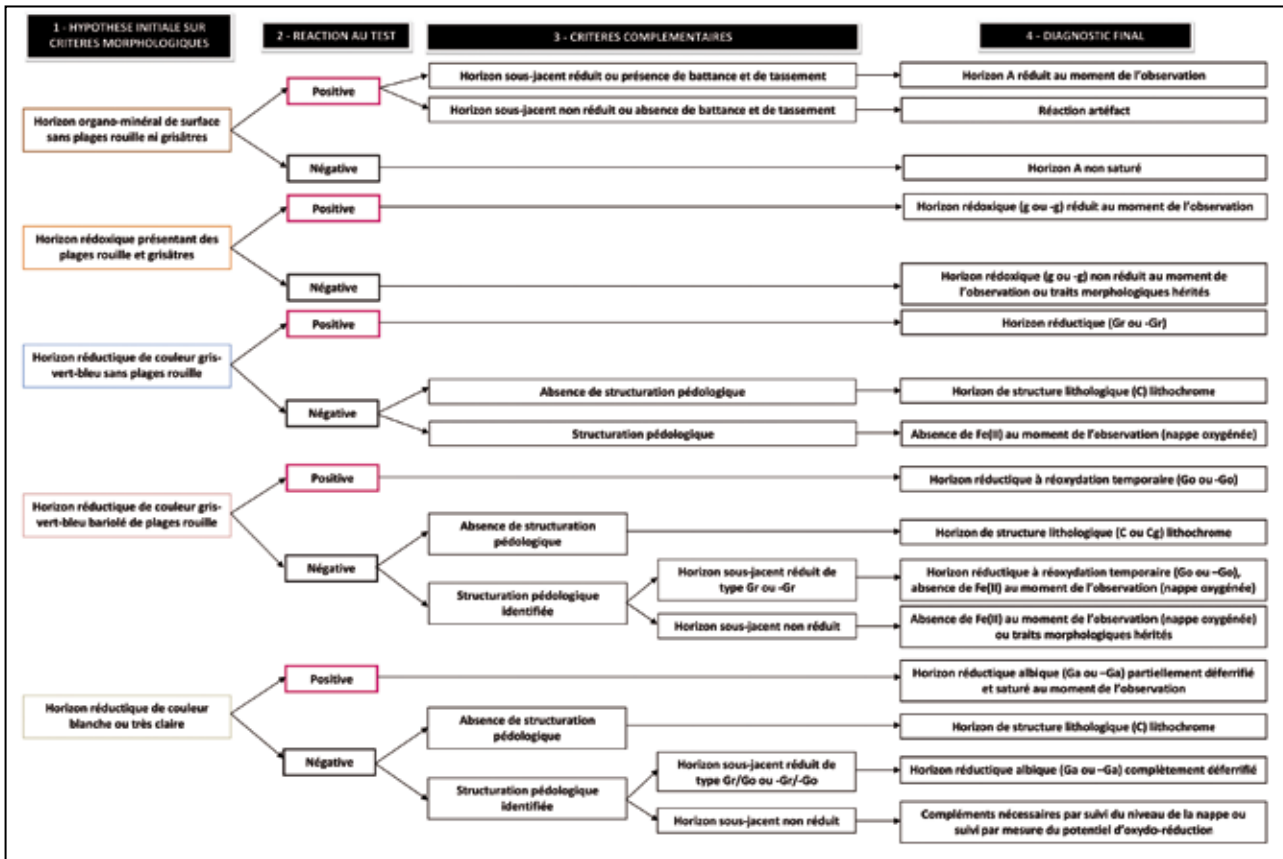 1 - HYPOTHESE INITIALE SUR
CRITERES MORPHOLOGIQUES
2 - REACTION AU TEST
3 - CRITERES COMPLEMENTAIRES
4 - DIAGNOSTIC FINAL
Horizon organo-minéral de surface
sans plages rouille ni grisâtres
Positive
Horizon sous-jacent réduit ou présence de battance et de tassement
Horizon A réduit au moment de l'observation
Horizon sous-jacent non réduit ou absence de battance et de tassement
Réaction artéfact
Négative
Horizon A non saturé
Horizon rédoxique présentant des
plages rouille et grisâtres
Positive
Horizon rédoxique (g ou -g) réduit au moment de l'observation
Négative
Horizon rédoxique (g ou -g) non réduit au moment de
l'observation ou traits morphologiques hérités
Horizon réductique de couleur gris-
vert-bleu sans plages rouille
Positive
Horizon réductique (Gr ou -Gr)
Négative
Absence de structuration pédologique
Horizon de structure lithologique (C) lithochrome
Structuration pédologique
Absence de Fe(II) au moment de l'observation (nappe oxygénée)
Horizon réductique de couleur gris-
vert-bleu bariolé de plages rouille
Positive
Horizon réductique à réoxydation temporaire (Go ou -Go)
Négative
Absence de structuration
pédologique
Horizon de structure lithologique (C ou Cg) lithochrome
Structuration pédologique
identifiée
Horizon sous-jacent réduit de
type Gr ou -Gr
Horizon réductique à réoxydation temporaire (Go ou –Go),
absence de Fe(II) au moment de l'observation (nappe oxygénée)
Horizon sous-jacent non réduit
Absence de Fe(II) au moment de l'observation (nappe oxygénée)
ou traits morphologiques hérités
Horizon réductique de couleur
blanche ou très claire
Positive
Horizon réductique albique (Ga ou –Ga) partiellement déferrifié
et saturé au moment de l'observation
Négative
Absence de structuration
pédologique
Horizon de structure lithologique (C) lithochrome
Structuration pédologique
identifiée
Horizon sous-jacent réduit de
type Gr/Go ou -Gr/-Go
Horizon réductique albique (Ga ou –Ga) complètement déferrifié
Horizon sous-jacent non réduit
Compléments nécessaires par suivi du niveau de la nappe ou
suivi par mesure du potentiel d'oxydo-réduction